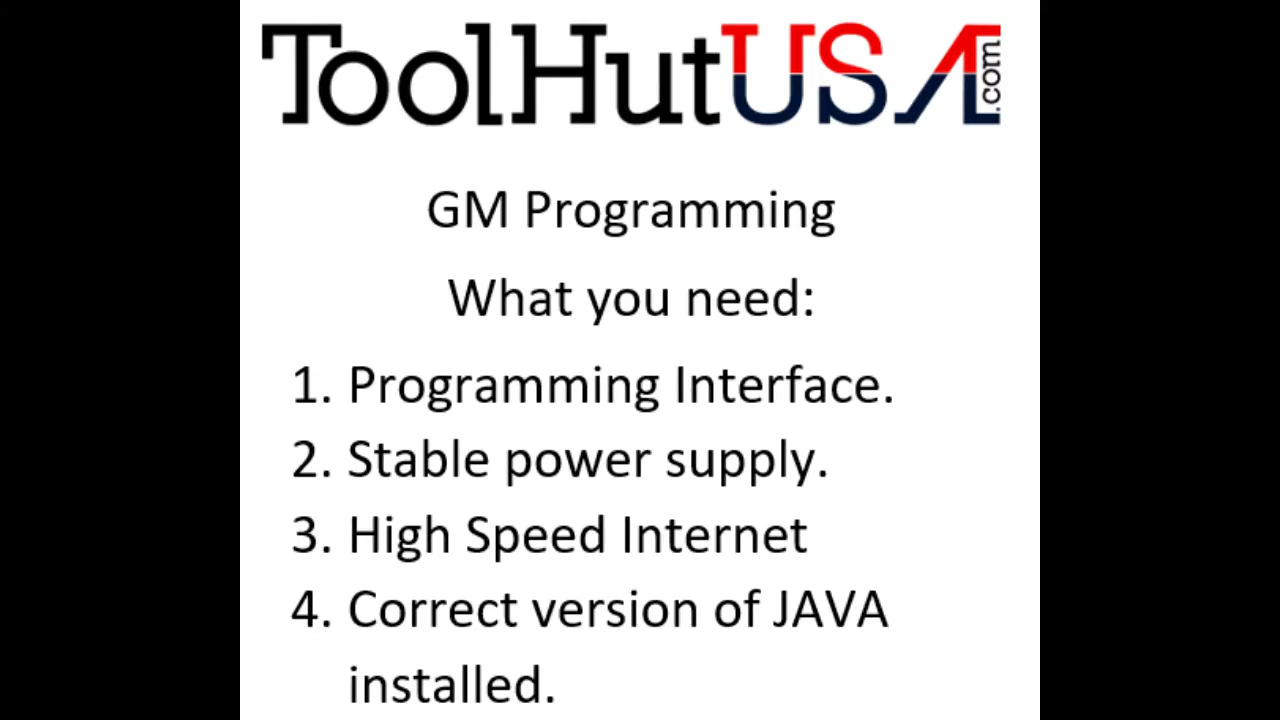 ToolHutUSA.com
GM Programming
What you need:
1. Programming Interface.
2. Stable power supply.
3. High Speed Internet
4. Correct version of JAVA
installed.